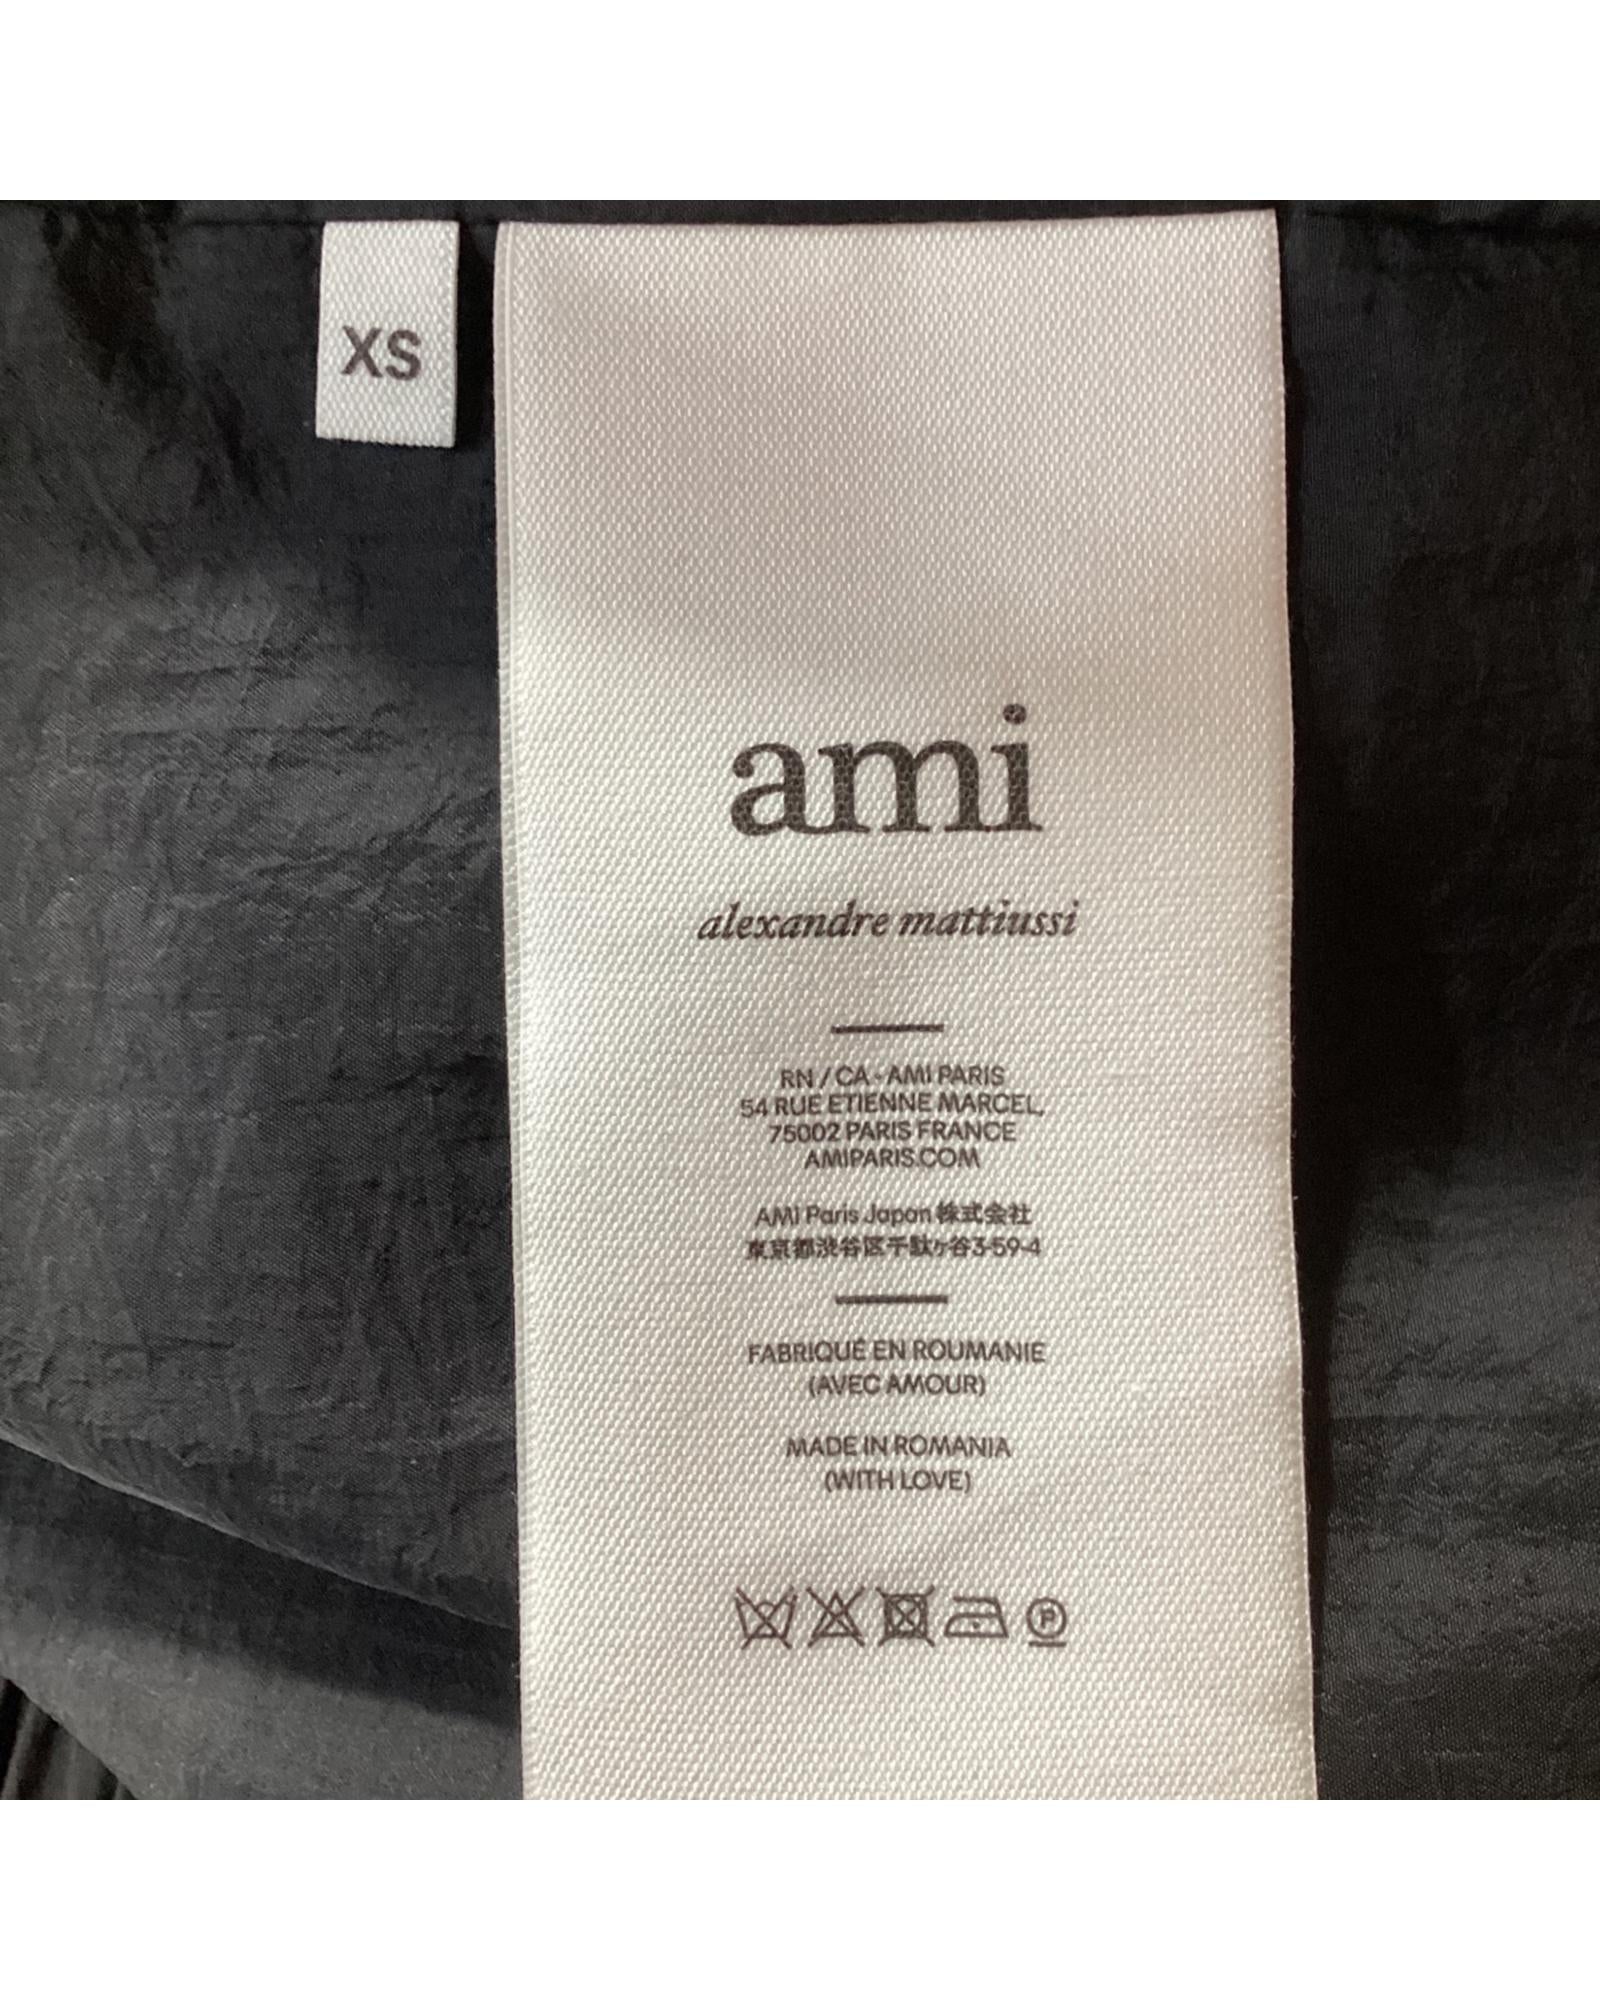 XS
ami
alexandre mattiussi
RN / CA - AMI PARIS
54 RUE ETIENNE MARCEL,
75002 PARIS FRANCE
AMIPARIS.COM
AMI Paris Japan 株式会社
東京都渋谷区千駄ヶ谷3-59-4
FABRIQUÉ EN ROUMANIE
(AVEC AMOUR)
MADE IN ROMANIA
(WITH LOVE)
P